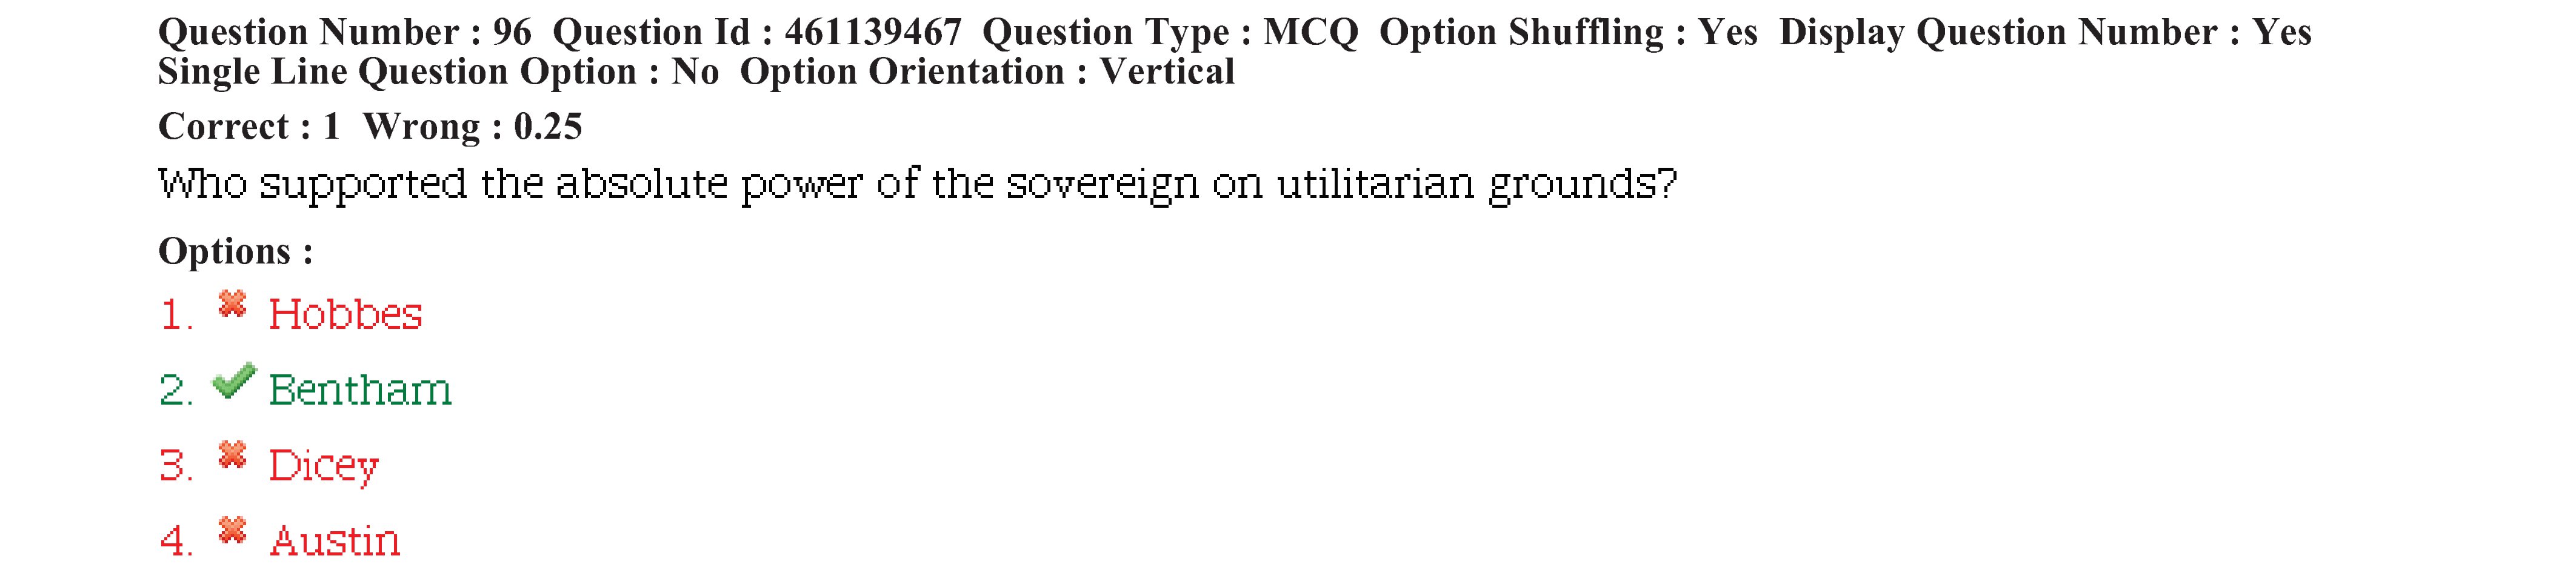 Question Number : 96 Question Id : 461139467 Question Type : MCQ Option Shuffling : Yes Display Question Number : Yes
Single Line Question Option : No Option Orientation : Vertical
Correct : 1 Wrong : 0.25
Who supported the absolute power of the sovereign on utilitarian grounds?
Options :
1. Hobbes
2. Bentham
3. Dicey
4. Austin